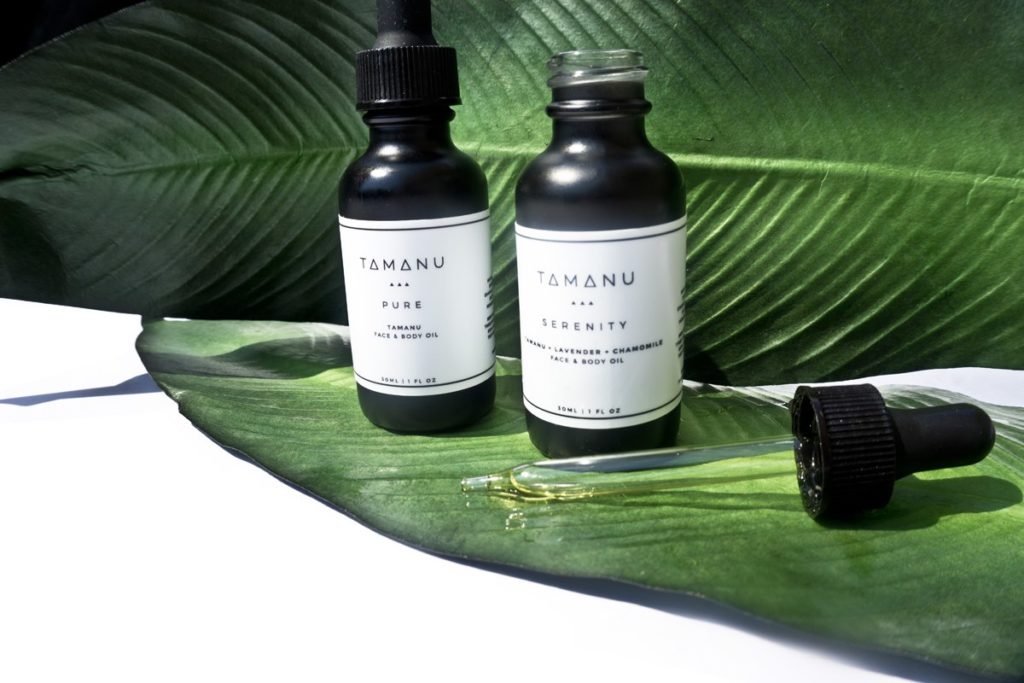 TAMANU
PURE
TAMANU
FACE & BODY OIL
30ML | 1 FL OZ
TAMANU
SERENITY
TAMANU + LAVENDER + CHAMOMILE
FACE & BODY OIL
30ML | 1 FL OZ